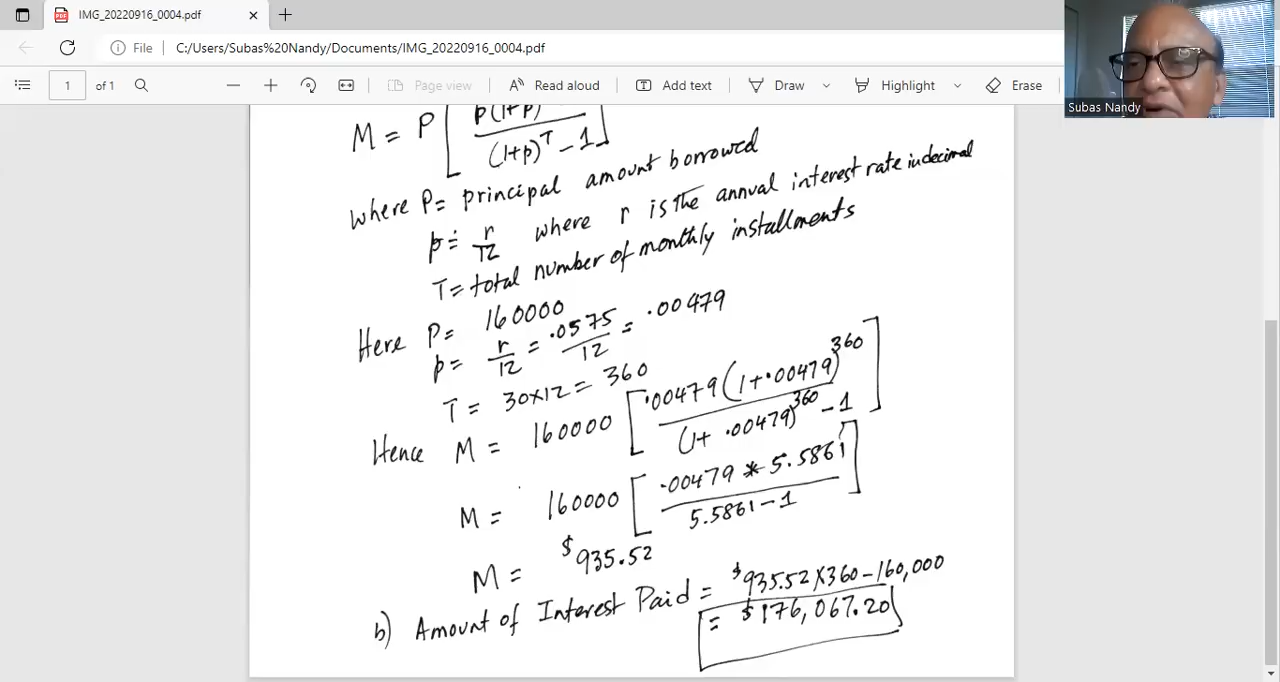 IMG_20220916_0004.pdf
File C:/Users/Subas%20Nandy/Documents/IMG_20220916_0004.pdf
1 of 1 Page view Read aloud Add text Draw Highlight Erase
Subas Nandy
M = P [ p(1+p) / (1+p)^T - 1 ]
where P = principal amount borrowed
p = r/12 where r is the annual interest rate in decimal
T = total number of monthly installments
Here P = 160000
p = r/12 = .0575/12 = .00479
T = 30x12 = 360
Hence M = 160000 [ .00479 (1+.00479)^360 / (1+ .00479)^360 - 1 ]
M = 160000 [ .00479 * 5.5861 / 5.5861 - 1 ]
M = $935.52
b) Amount of Interest Paid = $935.52 x 360 - 160,000
= $176,067.20